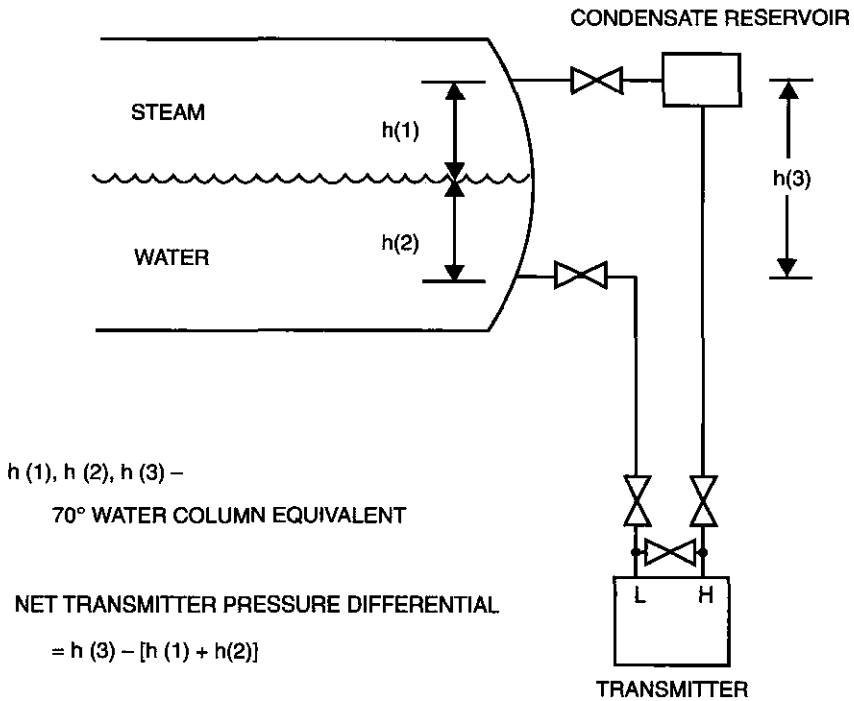 CONDENSATE RESERVOIR
STEAM
h(1)
h(3)
h(2)
WATER
h (1), h (2), h (3) –
70° WATER COLUMN EQUIVALENT
NET TRANSMITTER PRESSURE DIFFERENTIAL
= h (3) – [h (1) + h(2)]
L H
TRANSMITTER